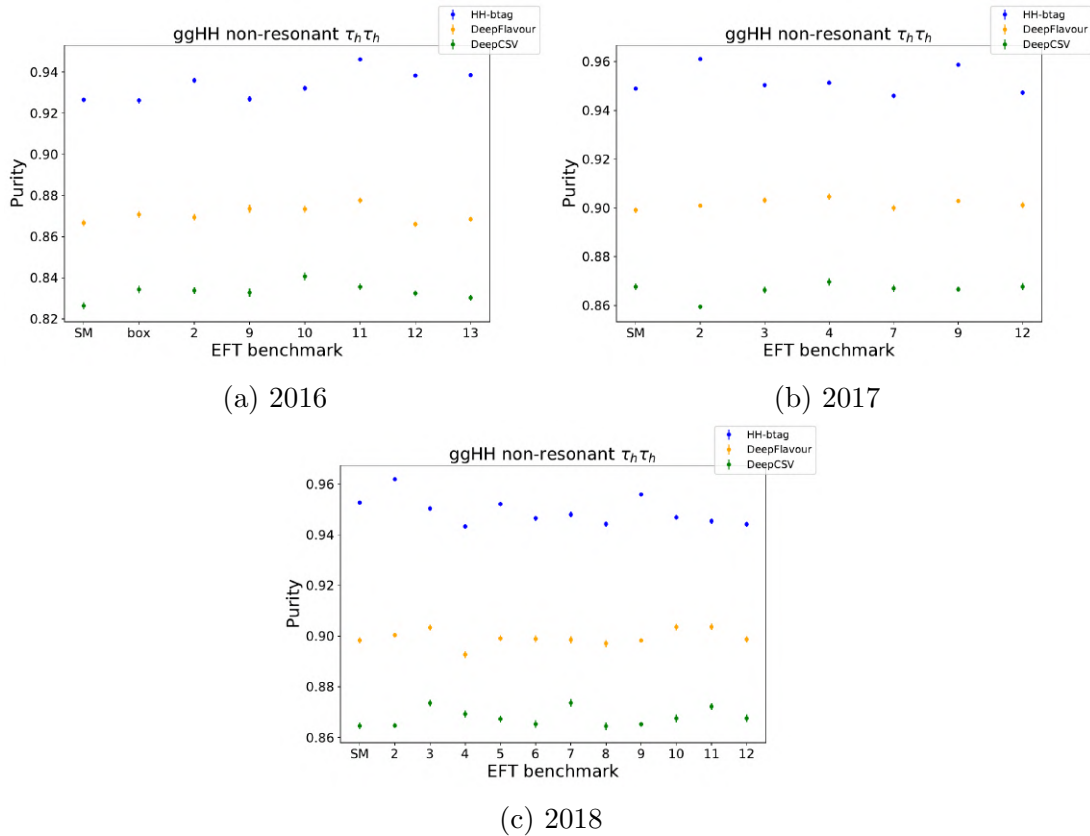 HH-btag
DeepFlavour
DeepCSV
ggHH non-resonant τhτh
0.94
0.92
0.90
0.88
0.86
0.84
0.82
Purity
SM box 2 9 10 11 12 13
EFT benchmark
(a) 2016
HH-btag
DeepFlavour
DeepCSV
ggHH non-resonant τhτh
0.96
0.94
0.92
0.90
0.88
0.86
Purity
SM 2 3 4 7 9 12
EFT benchmark
(b) 2017
HH-btag
DeepFlavour
DeepCSV
ggHH non-resonant τhτh
0.96
0.94
0.92
0.90
0.88
0.86
Purity
SM 2 3 4 5 6 7 8 9 10 11 12
EFT benchmark
(c) 2018